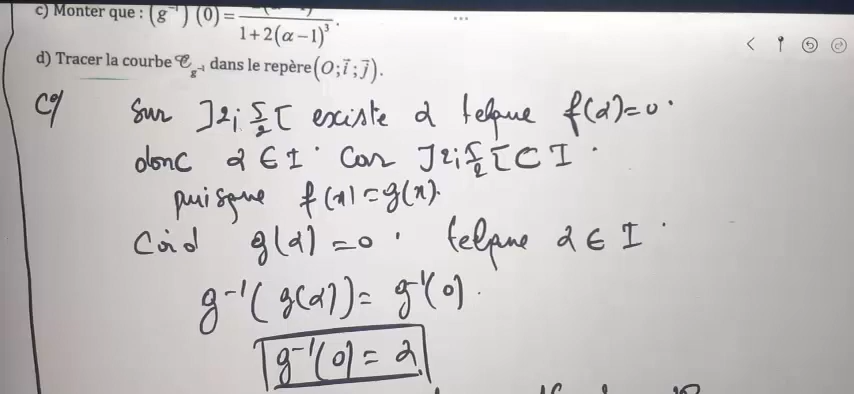 c) Monter que : (g⁻¹)'(0) = / 1+2(α−1)³ .
d) Tracer la courbe 𝒞g⁻¹ dans le repère (O; i⃗ ; j⃗).
c/ Sur ]2; 5/2[ existe α telque f(α)=0.
donc α ∈ I. Car ]2; 5/2[ ⊂ I.
puisque f(x)=g(x).
Càd g(α)=0. telque α ∈ I.
g⁻¹(g(α)) = g⁻¹(0).
g⁻¹(0) = α